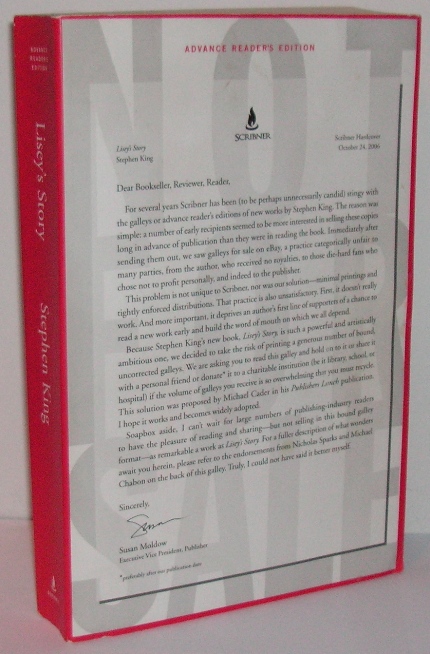 ADVANCE
READER'S
EDITION
Lisey's Story
Stephen King
NOT
FOR
SALE
ADVANCE READER'S EDITION
SCRIBNER
Lisey's Story
Stephen King
Scribner Hardcover
October 24, 2006
Dear Bookseller, Reviewer, Reader,
For several years Scribner has been (to be perhaps unnecessarily candid) stingy with
the galleys or advance reader's editions of new works by Stephen King. The reason was
simple: a number of early recipients seemed to be more interested in selling these copies
long in advance of publication than they were in reading the book. Immediately after
sending them out, we saw galleys for sale on eBay, a practice categorically unfair to
many parties, from the author, who received no royalties, to those die-hard fans who
chose not to profit personally, and indeed to the publisher.
This problem is not unique to Scribner, nor was our solution—minimal printings and
tightly enforced distributions. That practice is also unsatisfactory. First, it doesn't really
work. And more important, it deprives an author's first line of supporters of a chance to
read a new work early and build the word of mouth on which we all depend.
Because Stephen King's new book, Lisey's Story, is such a powerful and artistically
ambitious one, we decided to take the risk of printing a generous number of bound,
uncorrected galleys. We are asking you to read this galley and hold on to it or share it
with a personal friend or donate* it to a charitable institution (be it library, school, or
hospital) if the volume of galleys you receive is so overwhelming that you must recede.
This solution was proposed by Michael Cader in his Publishers Lunch publication.
I hope it works and becomes widely adopted.
Soapbox aside, I can't wait for large numbers of publishing-industry readers
to have the pleasure of reading and sharing—but not selling in this bound galley
format—as remarkable a work as Lisey's Story. For a fuller description of what wonders
await you herein, please refer to the endorsements from Nicholas Sparks and Michael
Chabon on the back of this galley. Truly, I could not have said it better myself.
Sincerely,
Susan Moldow
Executive Vice President, Publisher
*preferably after our publication date